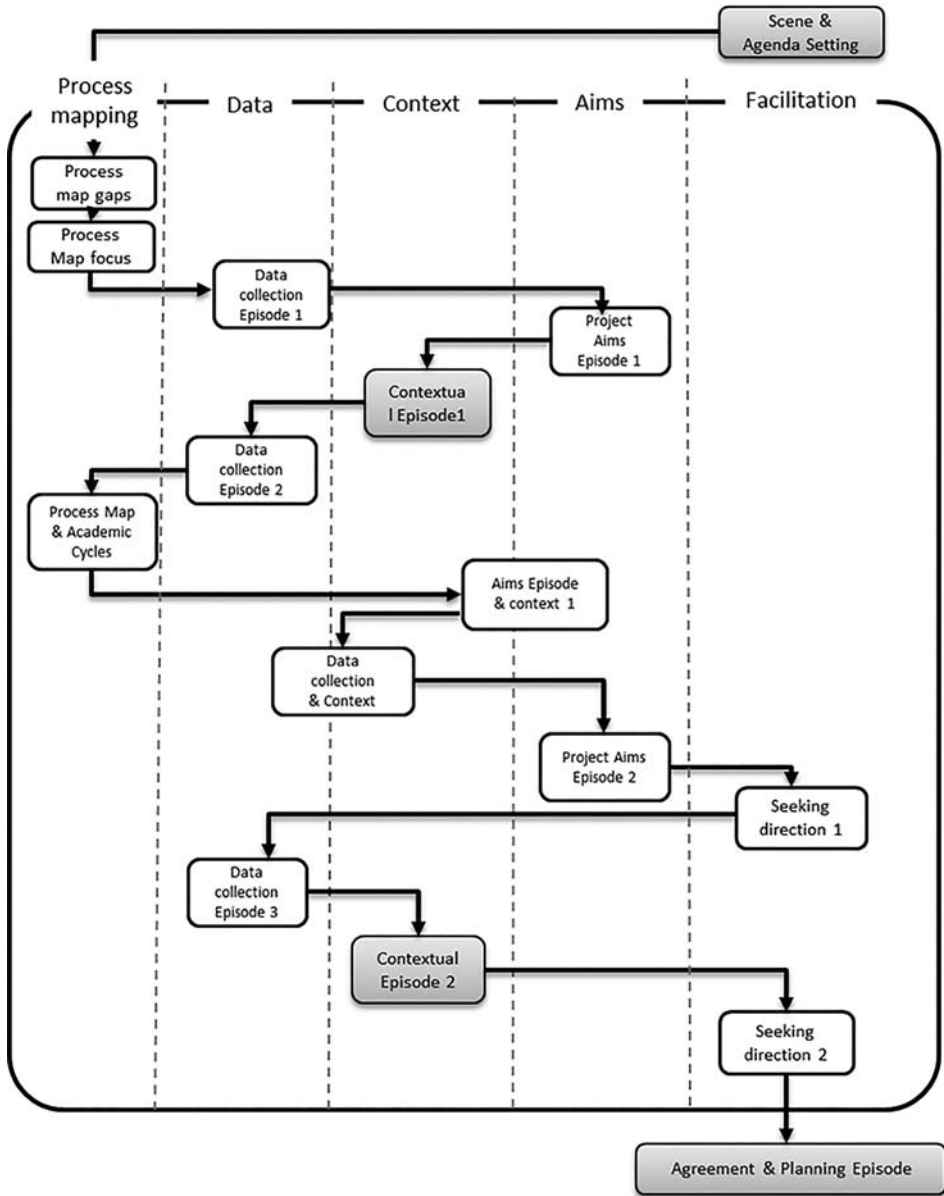 Scene &
Agenda Setting
Process
mapping
Data
Context
Aims
Facilitation
Process
map gaps
Process
Map focus
Data
collection
Episode 1
Project
Aims
Episode 1
Contextua
l Episode1
Data
collection
Episode 2
Process Map
& Academic
Cycles
Aims Episode
& context 1
Data
collection
& Context
Project Aims
Episode 2
Seeking
direction 1
Data
collection
Episode 3
Contextual
Episode 2
Seeking
direction 2
Agreement & Planning Episode